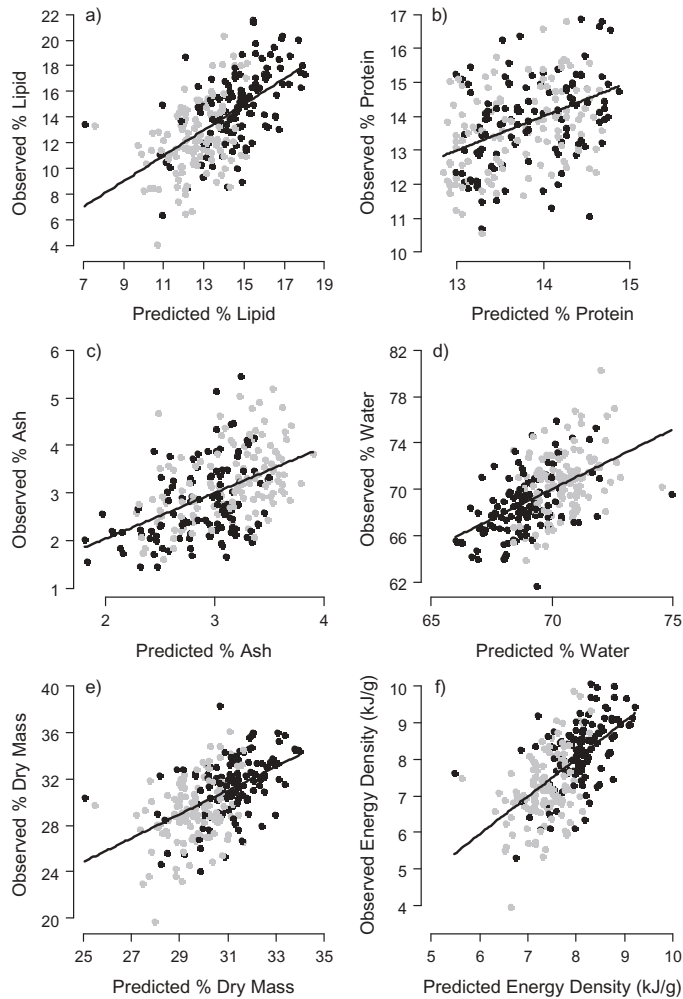 a)
22
20
18
16
14
12
10
8
6
4
Observed % Lipid
7 9 11 13 15 17 19
Predicted % Lipid
b)
17
16
15
14
13
12
11
10
Observed % Protein
13 14 15
Predicted % Protein
c)
6
5
4
3
2
1
Observed % Ash
2 3 4
Predicted % Ash
d)
82
78
74
70
66
62
Observed % Water
65 70 75
Predicted % Water
e)
40
36
32
28
24
20
Observed % Dry Mass
25 27 29 31 33 35
Predicted % Dry Mass
f)
10
9
8
7
6
5
4
Observed Energy Density (kJ/g)
5 6 7 8 9 10
Predicted Energy Density (kJ/g)